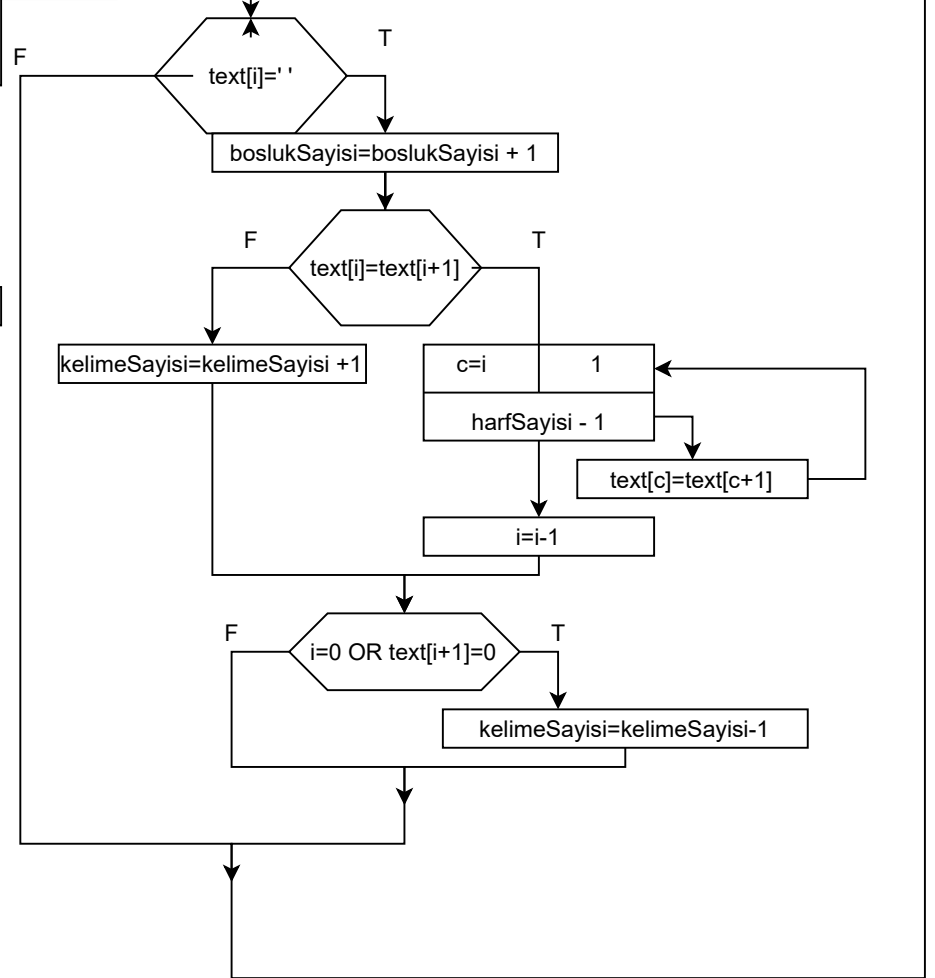 F
T
text[i]=' '
boslukSayisi=boslukSayisi + 1
F
T
text[i]=text[i+1]
kelimeSayisi=kelimeSayisi +1
c=i
1
harfSayisi - 1
text[c]=text[c+1]
i=i-1
F
T
i=0 OR text[i+1]=0
kelimeSayisi=kelimeSayisi-1